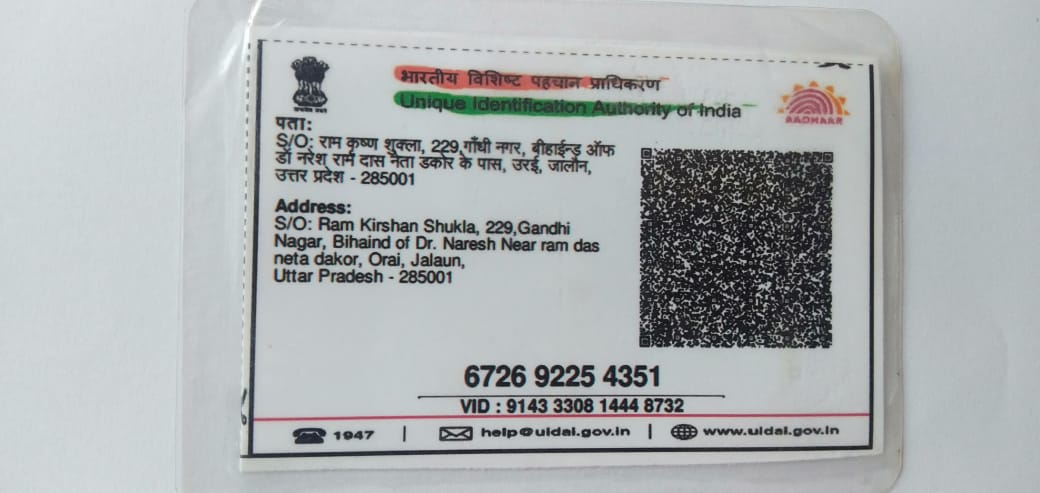 भारतीय विशिष्ट पहचान प्राधिकरण
Unique Identification Authority of India
AADHAAR
पता:
S/O: राम कृष्ण शुक्ला, 229,गाँधी नगर, बीहाईन्ड ऑफ
डॉ नरेश राम दास नेता डकोर के पास, उरई, जालौन,
उत्तर प्रदेश - 285001
Address:
S/O: Ram Kirshan Shukla, 229,Gandhi
Nagar, Bihaind of Dr. Naresh Near ram das
neta dakor, Orai, Jalaun,
Uttar Pradesh - 285001
6726 9225 4351
VID : 9143 3308 1444 8732
1947 | help@uidai.gov.in | www.uidai.gov.in